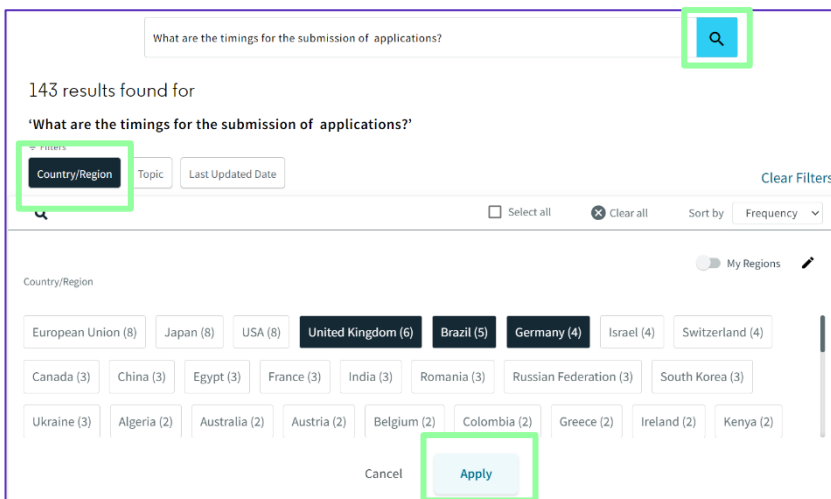 What are the timings for the submission of  applications?
143 results found for
‘What are the timings for the submission of  applications?’
Filters
Country/Region Topic Last Updated Date Clear Filters
Select all Clear all Sort by Frequency
My Regions
Country/Region
European Union (8) Japan (8) USA (8) United Kingdom (6) Brazil (5) Germany (4) Israel (4) Switzerland (4)
Canada (3) China (3) Egypt (3) France (3) India (3) Romania (3) Russian Federation (3) South Korea (3)
Ukraine (3) Algeria (2) Australia (2) Austria (2) Belgium (2) Colombia (2) Greece (2) Ireland (2) Kenya (2)
Cancel Apply